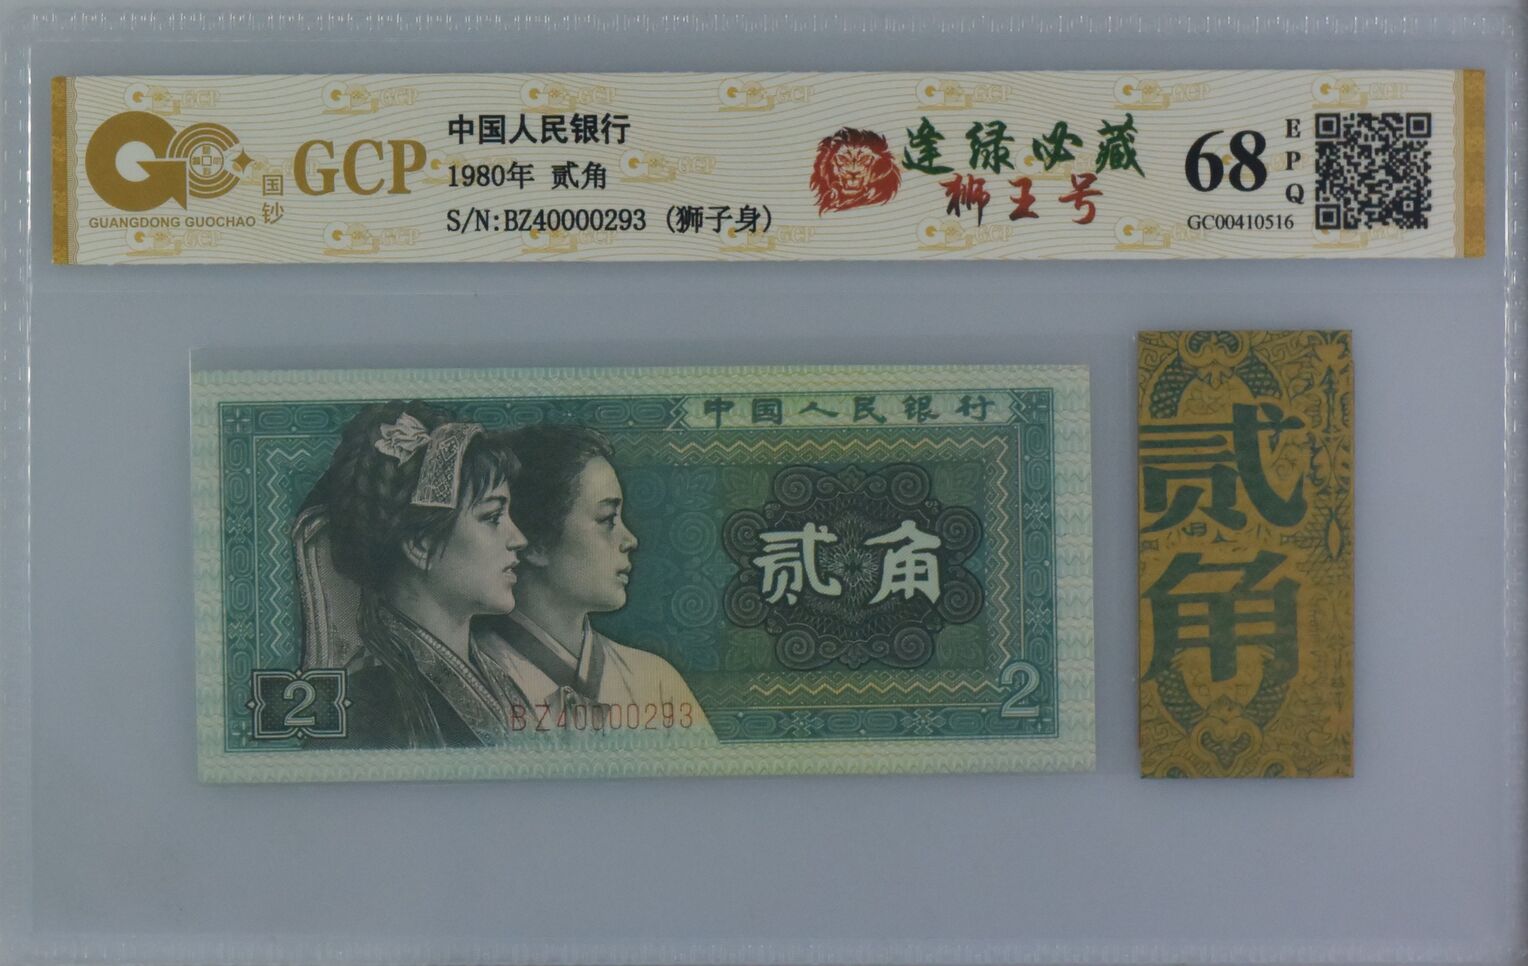 GCP
国钞
GUANGDONG GUOCHAO
中国人民银行
1980年 贰角
S/N:BZ40000293 (狮子身)
逢绿必藏
狮王号
68
EPQ
GC00410516
中国人民银行
贰角
2
2
BZ40000293
贰角